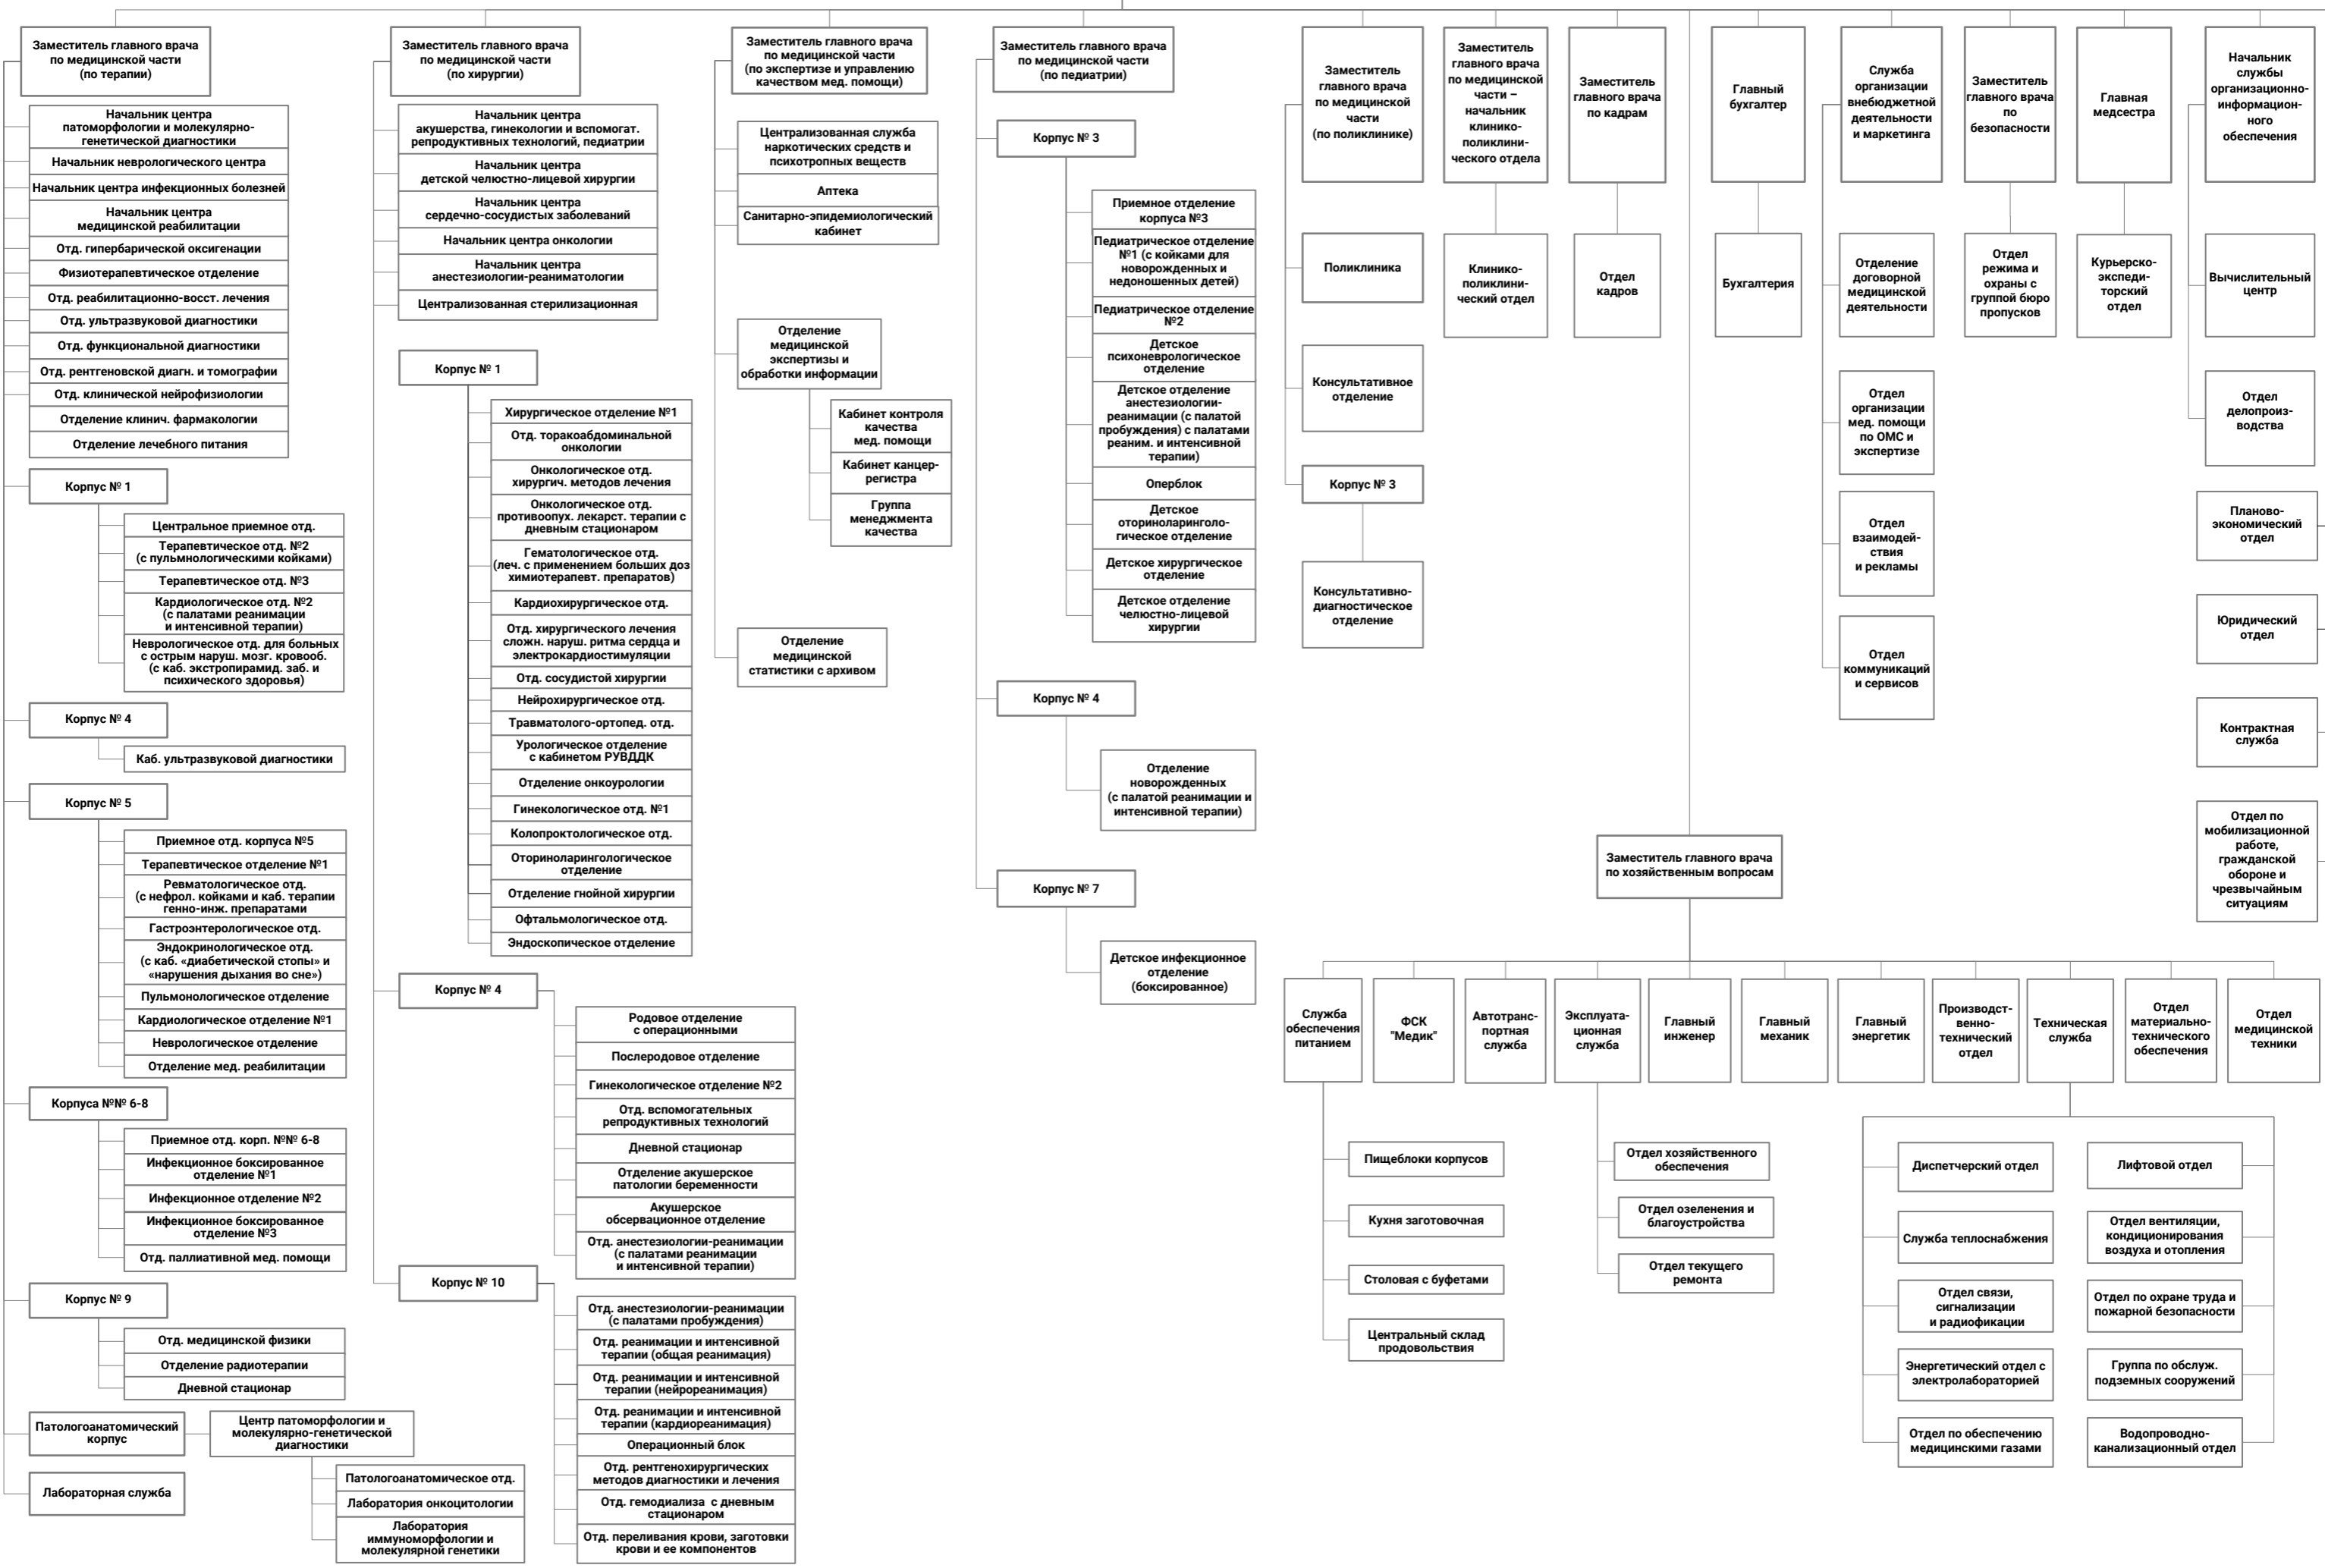 Заместитель главного врача
по медицинской части
(по терапии)
Начальник центра
патоморфологии и молекулярно-
генетической диагностики
Начальник неврологического центра
Начальник центра инфекционных болезней
Начальник центра
медицинской реабилитации
Отд. гипербарической оксигенации
Физиотерапевтическое отделение
Отд. реабилитационно-восст. лечения
Отд. ультразвуковой диагностики
Отд. функциональной диагностики
Отд. рентгеновской диагн. и томографии
Отд. клинической нейрофизиологии
Отделение клинич. фармакологии
Отделение лечебного питания
Корпус № 1
Центральное приемное отд.
Терапевтическое отд. №2
(с пульмнологическими койками)
Терапевтическое отд. №3
Кардиологическое отд. №2
(с палатами реанимации
и интенсивной терапии)
Неврологическое отд. для больных
с острым наруш. мозг. кровооб.
(с каб. экстропирамид. заб. и
психического здоровья)
Корпус № 4
Каб. ультразвуковой диагностики
Корпус № 5
Приемное отд. корпуса №5
Терапевтическое отделение №1
Ревматологическое отд.
(с нефрол. койками и каб. терапии
генно-инж. препаратами
Гастроэнтерологическое отд.
Эндокринологическое отд.
(с каб. «диабетической стопы» и
«нарушения дыхания во сне»)
Пульмонологическое отделение
Кардиологическое отделение №1
Неврологическое отделение
Отделение мед. реабилитации
Корпуса №№ 6-8
Приемное отд. корп. №№ 6-8
Инфекционное боксированное
отделение №1
Инфекционное отделение №2
Инфекционное боксированное
отделение №3
Отд. паллиативной мед. помощи
Корпус № 9
Отд. медицинской физики
Отделение радиотерапии
Дневной стационар
Патологоанатомический
корпус
Центр патоморфологии и
молекулярно-генетической
диагностики
Патологоанатомическое отд.
Лаборатория онкоцитологии
Лаборатория
иммуноморфологии и
молекулярной генетики
Лабораторная служба
Заместитель главного врача
по медицинской части
(по хирургии)
Начальник центра
акушерства, гинекологии и вспомогат.
репродуктивных технологий, педиатрии
Начальник центра
детской челюстно-лицевой хирургии
Начальник центра
сердечно-сосудистых заболеваний
Начальник центра онкологии
Начальник центра
анестезиологии-реаниматологии
Централизованная стерилизационная
Корпус № 1
Хирургическое отделение №1
Отд. торакоабдоминальной
онкологии
Онкологическое отд.
хирургич. методов лечения
Онкологическое отд.
противоопух. лекарст. терапии с
дневным стационаром
Гематологическое отд.
(леч. с применением больших доз
химиотерапевт. препаратов)
Кардиохирургическое отд.
Отд. хирургического лечения
сложн. наруш. ритма сердца и
электрокардиостимуляции
Отд. сосудистой хирургии
Нейрохирургическое отд.
Травматолого-ортопед. отд.
Урологическое отделение
с кабинетом РУВДДК
Отделение онкоурологии
Гинекологическое отд. №1
Колопроктологическое отд.
Оториноларингологическое
отделение
Отделение гнойной хирургии
Офтальмологическое отд.
Эндоскопическое отделение
Корпус № 4
Родовое отделение
с операционными
Послеродовое отделение
Гинекологическое отделение №2
Отд. вспомогательных
репродуктивных технологий
Дневной стационар
Отделение акушерское
патологии беременности
Акушерское
обсервационное отделение
Отд. анестезиологии-реанимации
(с палатами реанимации
и интенсивной терапии)
Корпус № 10
Отд. анестезиологии-реанимации
(с палатами пробуждения)
Отд. реанимации и интенсивной
терапии (общая реанимация)
Отд. реанимации и интенсивной
терапии (нейрореанимация)
Отд. реанимации и интенсивной
терапии (кардиореанимация)
Операционный блок
Отд. рентгенохирургических
методов диагностики и лечения
Отд. гемодиализа с дневным
стационаром
Отд. переливания крови, заготовки
крови и ее компонентов
Заместитель главного врача
по медицинской части
(по экспертизе и управлению
качеством мед. помощи)
Централизованная служба
наркотических средств и
психотропных веществ
Аптека
Санитарно-эпидемиологический
кабинет
Отделение
медицинской
экспертизы и
обработки информации
Кабинет контроля
качества
мед. помощи
Кабинет канцер-
регистра
Группа
менеджмента
качества
Отделение
медицинской
статистики с архивом
Заместитель главного врача
по медицинской части
(по педиатрии)
Корпус № 3
Приемное отделение
корпуса №3
Педиатрическое отделение
№1 (с койками для
новорожденных и
недоношенных детей)
Педиатрическое отделение
№2
Детское
психоневрологическое
отделение
Детское отделение
анестезиологии-
реанимации (с палатой
пробуждения) с палатами
реаним. и интенсивной
терапии)
Оперблок
Детское
оториноларинголо-
гическое отделение
Детское хирургическое
отделение
Детское отделение
челюстно-лицевой
хирургии
Корпус № 4
Отделение
новорожденных
(с палатой реанимации и
интенсивной терапии)
Корпус № 7
Детское инфекционное
отделение
(боксированное)
Заместитель
главного врача
по медицинской
части
(по поликлинике)
Поликлиника
Консультативное
отделение
Корпус № 3
Консультативно-
диагностическое
отделение
Заместитель
главного врача
по медицинской
части –
начальник
клинико-
поликлини-
ческого отдела
Клинико-
поликлини-
ческий отдел
Заместитель
главного врача
по кадрам
Отдел
кадров
Главный
бухгалтер
Бухгалтерия
Служба
организации
внебюджетной
деятельности
и маркетинга
Отделение
договорной
медицинской
деятельности
Отдел
организации
мед. помощи
по ОМС и
экспертизе
Отдел
взаимодей-
ствия
и рекламы
Отдел
коммуникаций
и сервисов
Заместитель
главного врача
по
безопасности
Отдел
режима и
охраны с
группой бюро
пропусков
Главная
медсестра
Курьерско-
экспеди-
торский
отдел
Начальник
службы
организационно-
информацион-
ного
обеспечения
Вычислительный
центр
Отдел
делопроиз-
водства
Планово-
экономический
отдел
Юридический
отдел
Контрактная
служба
Отдел по
мобилизационной
работе,
гражданской
обороне и
чрезвычайным
ситуациям
Заместитель главного врача
по хозяйственным вопросам
Служба
обеспечения
питанием
ФСК
"Медик"
Автотранс-
портная
служба
Эксплуата-
ционная
служба
Главный
инженер
Главный
механик
Главный
энергетик
Производст-
венно-
технический
отдел
Техническая
служба
Отдел
материально-
технического
обеспечения
Отдел
медицинской
техники
Пищеблоки корпусов
Кухня заготовочная
Столовая с буфетами
Центральный склад
продовольствия
Отдел хозяйственного
обеспечения
Отдел озеленения и
благоустройства
Отдел текущего
ремонта
Диспетчерский отдел
Служба теплоснабжения
Отдел связи,
сигнализации
и радиофикации
Энергетический отдел с
электролабораторией
Отдел по обеспечению
медицинскими газами
Лифтовой отдел
Отдел вентиляции,
кондиционирования
воздуха и отопления
Отдел по охране труда и
пожарной безопасности
Группа по обслуж.
подземных сооружений
Водопроводно-
канализационный отдел